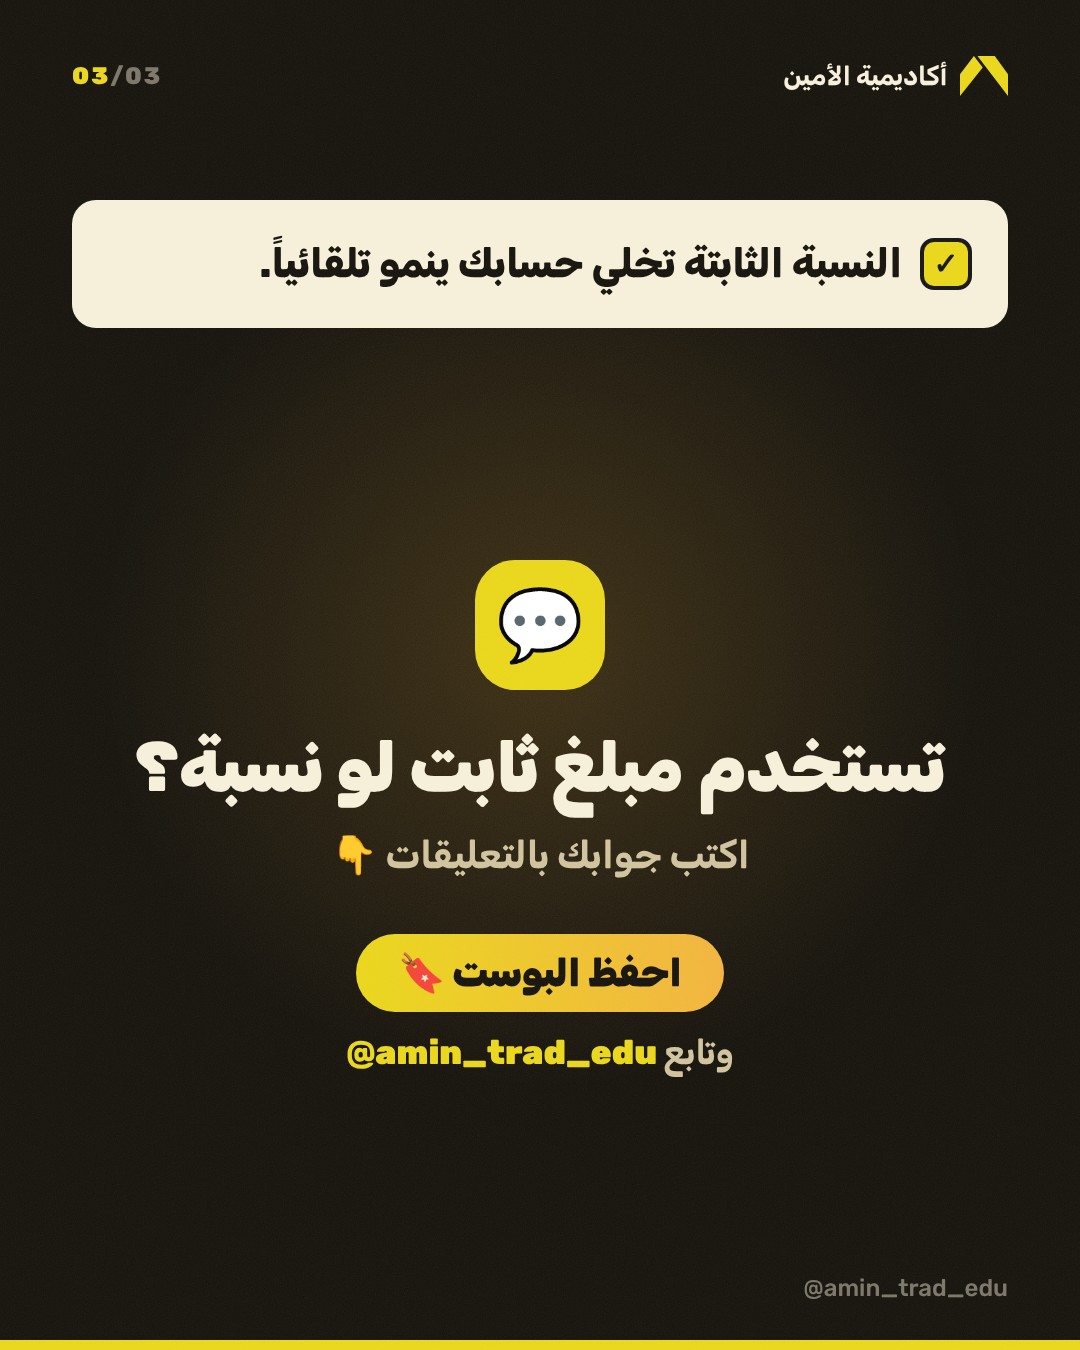 أكاديمية الأمين
03/03
✓ النسبة الثابتة تخلي حسابك ينمو تلقائياً.
تستخدم مبلغ ثابت لو نسبة؟
اكتب جوابك بالتعليقات 👇
احفظ البوست 🔖
وتابع @amin_trad_edu
@amin_trad_edu